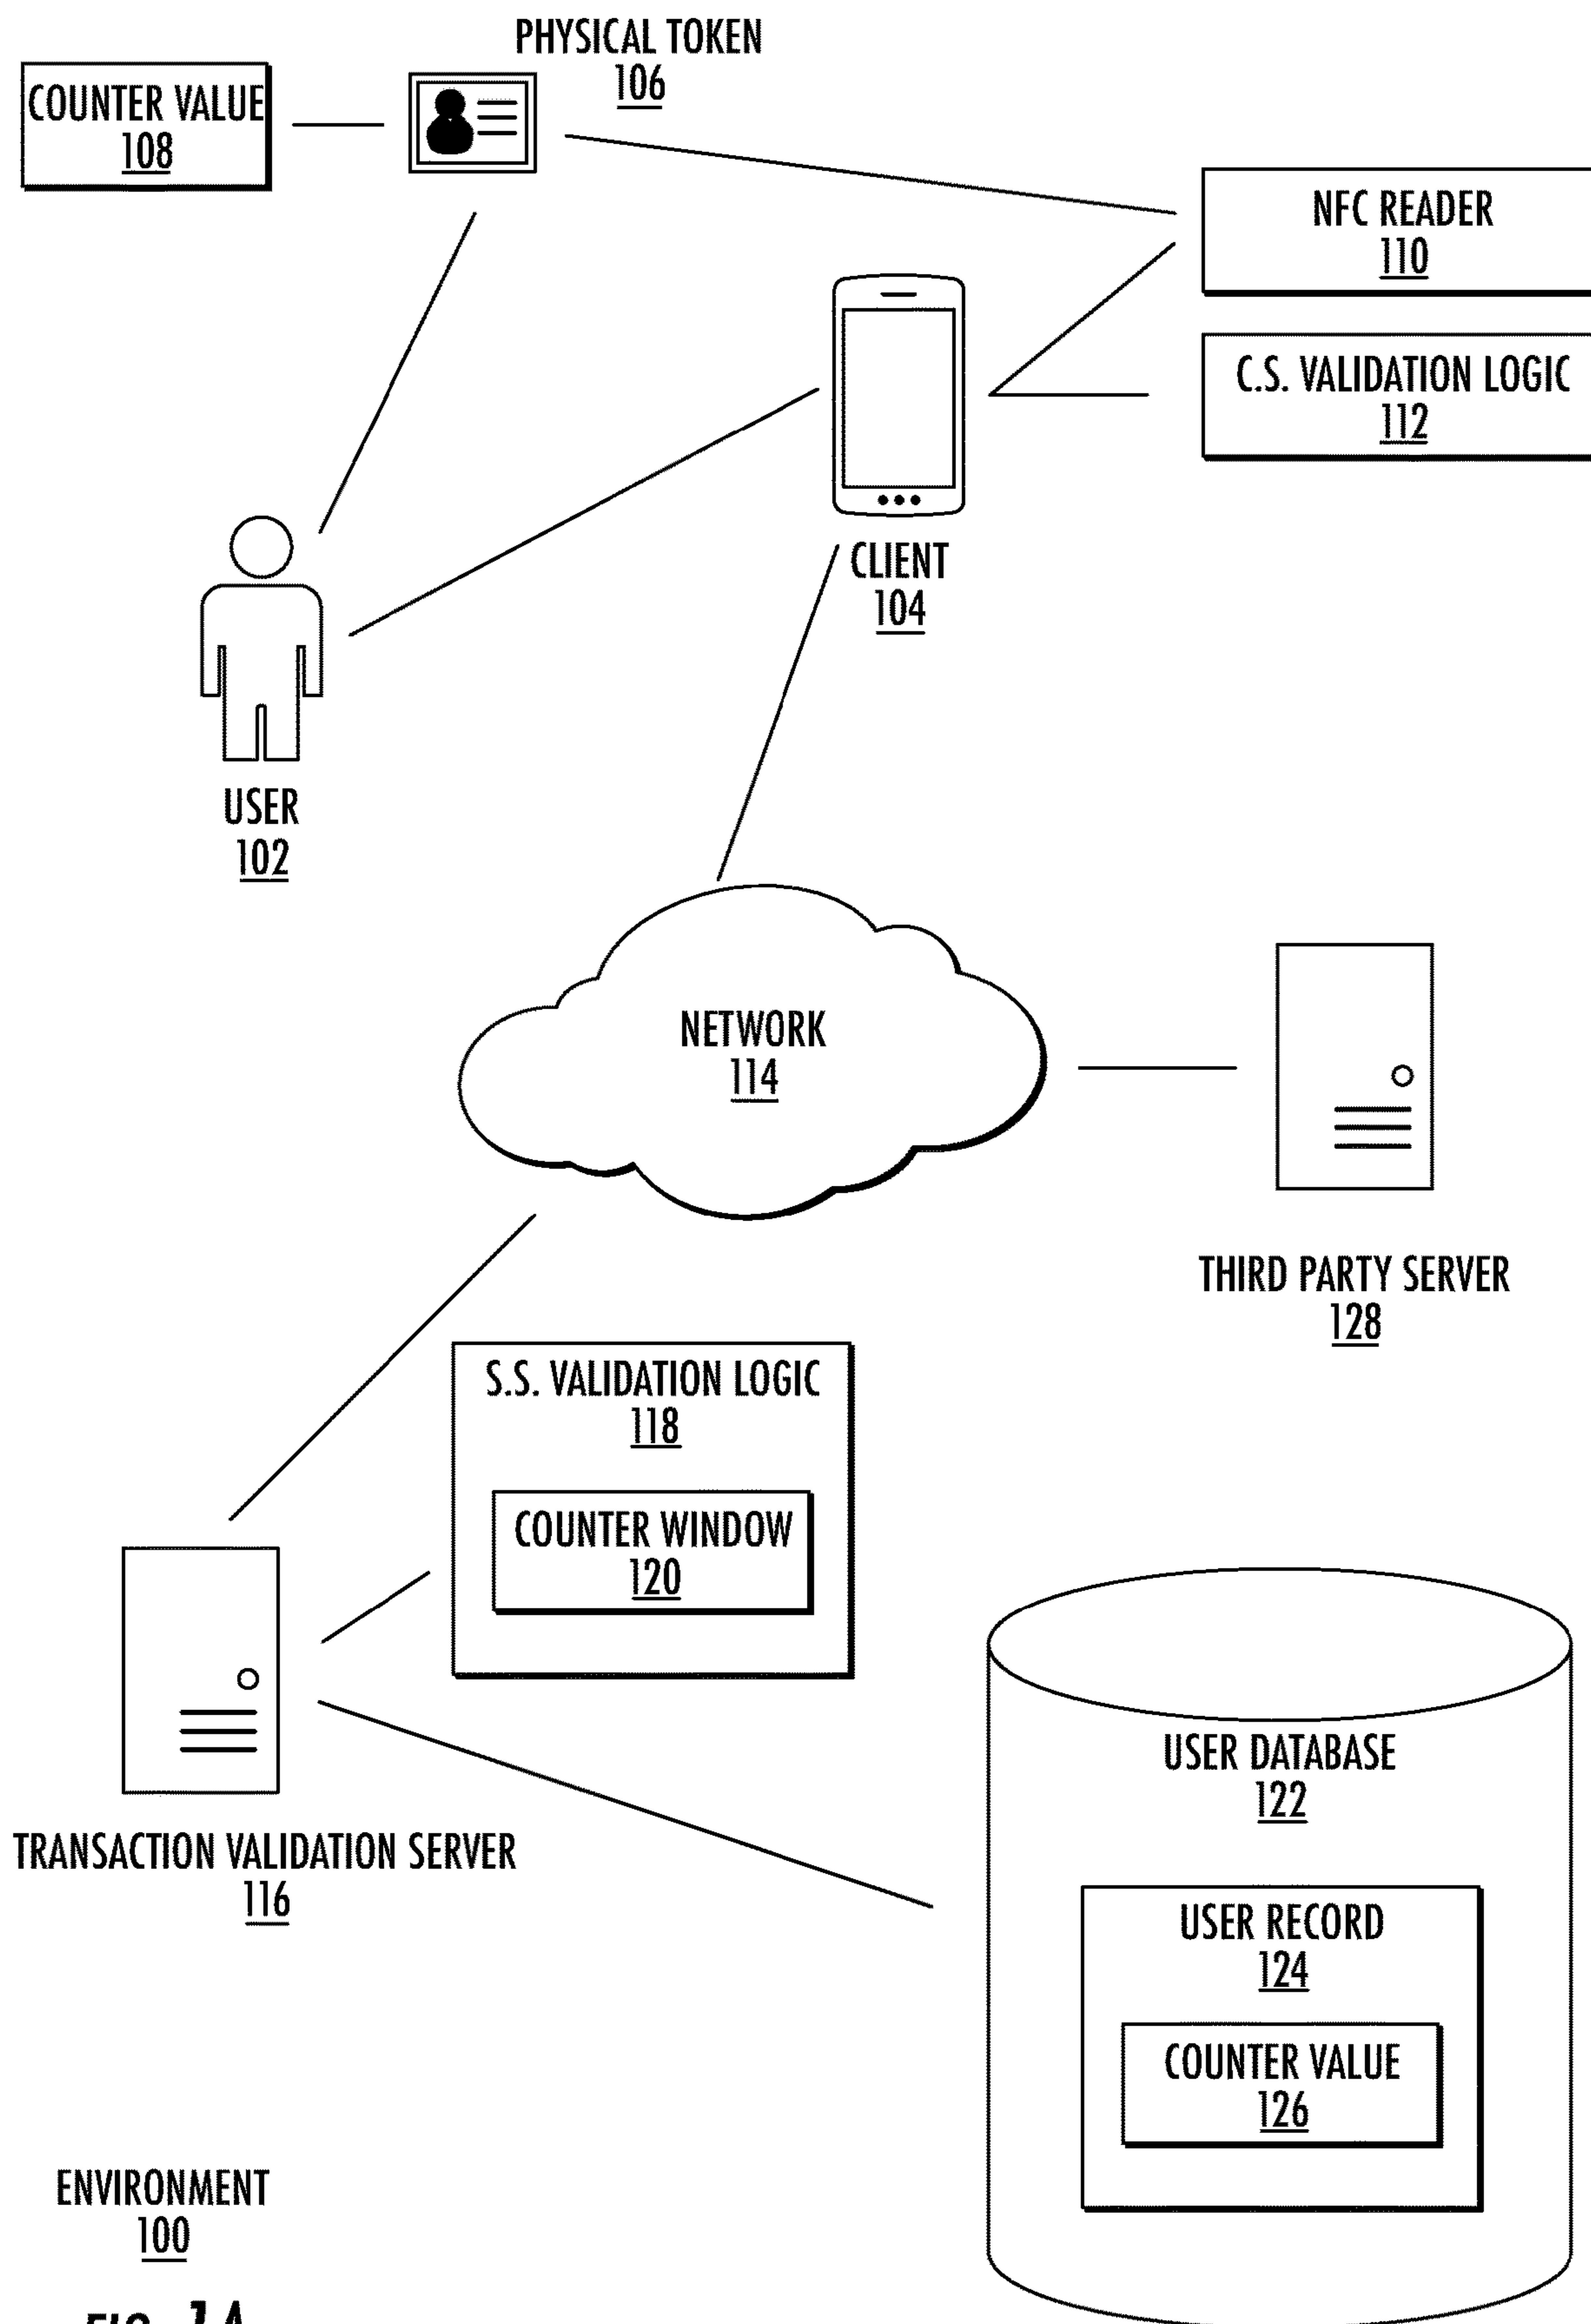 PHYSICAL TOKEN
106
COUNTER VALUE
108
NFC READER
110
C.S. VALIDATION LOGIC
112
CLIENT
104
USER
102
NETWORK
114
THIRD PARTY SERVER
128
S.S. VALIDATION LOGIC
118
COUNTER WINDOW
120
TRANSACTION VALIDATION SERVER
116
USER DATABASE
122
USER RECORD
124
COUNTER VALUE
126
ENVIRONMENT
100
FIG. 1A